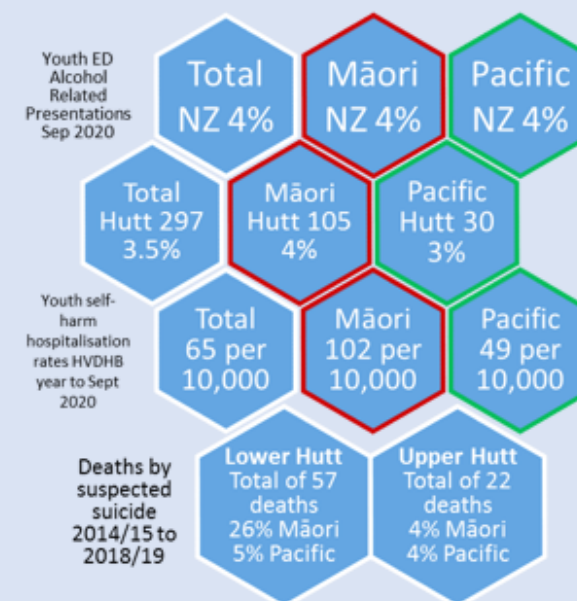 Youth ED
Alcohol
Related
Presentations
Sep 2020
Total
NZ 4%
Māori
NZ 4%
Pacific
NZ 4%
Total
Hutt 297
3.5%
Māori
Hutt 105
4%
Pacific
Hutt 30
3%
Youth self-
harm
hospitalisation
rates HVDHB
year to Sept
2020
Total
65 per
10,000
Māori
102 per
10,000
Pacific
49 per
10,000
Deaths by
suspected
suicide
2014/15 to
2018/19
Lower Hutt
Total of 57
deaths
26% Māori
5% Pacific
Upper Hutt
Total of 22
deaths
4% Māori
4% Pacific